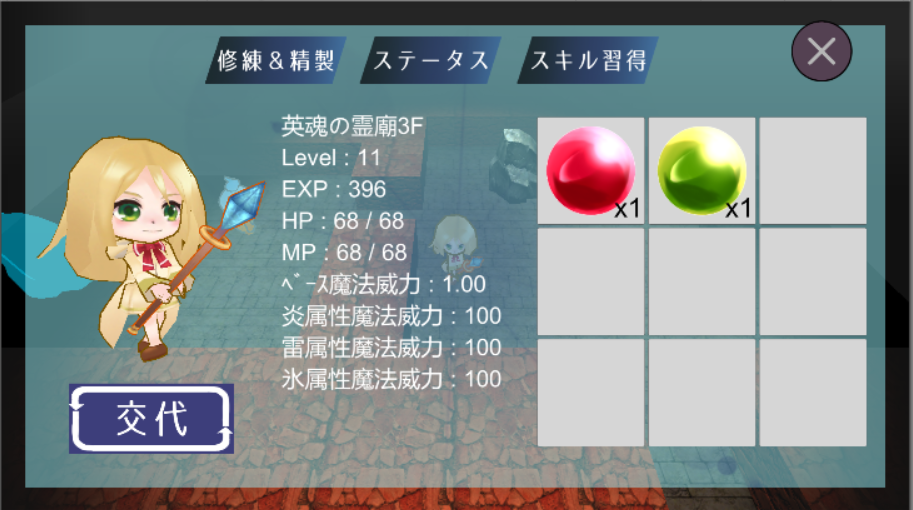 修練＆精製
ステータス
スキル習得
英魂の霊廟3F
Level : 11
EXP : 396
HP : 68 / 68
MP : 68 / 68
ﾍﾞｰｽ魔法威力 : 1.00
炎属性魔法威力 : 100
雷属性魔法威力 : 100
氷属性魔法威力 : 100
x1
x1
交代